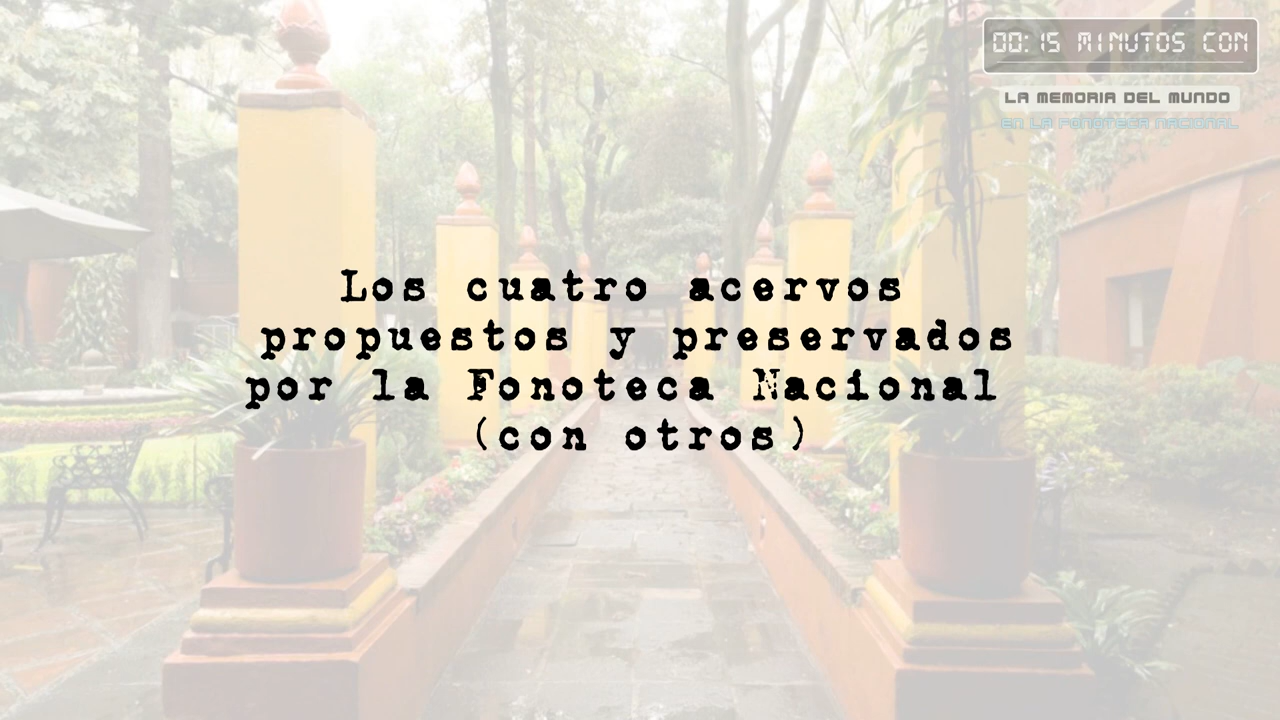 00:15 MINUTOS CON
LA MEMORIA DEL MUNDO
EN LA FONOTECA NACIONAL
Los cuatro acervos
propuestos y preservados
por la Fonoteca Nacional
(con otros)